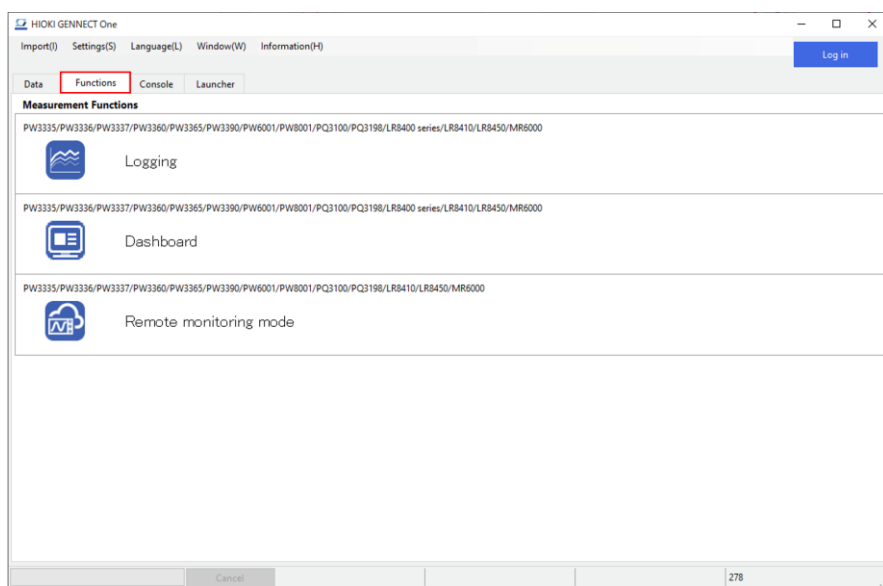 HIOKI GENNECT One
Import(I) Settings(S) Language(L) Window(W) Information(H)
Log in
Data Functions Console Launcher
Measurement Functions
PW3335/PW3336/PW3337/PW3360/PW3365/PW3390/PW6001/PW8001/PQ3100/PQ3198/LR8400 series/LR8410/LR8450/MR6000
Logging
PW3335/PW3336/PW3337/PW3360/PW3365/PW3390/PW6001/PW8001/PQ3100/PQ3198/LR8400 series/LR8410/LR8450/MR6000
Dashboard
PW3335/PW3336/PW3337/PW3360/PW3365/PW3390/PW6001/PW8001/PQ3100/PQ3198/LR8410/LR8450/MR6000
Remote monitoring mode
Cancel 278